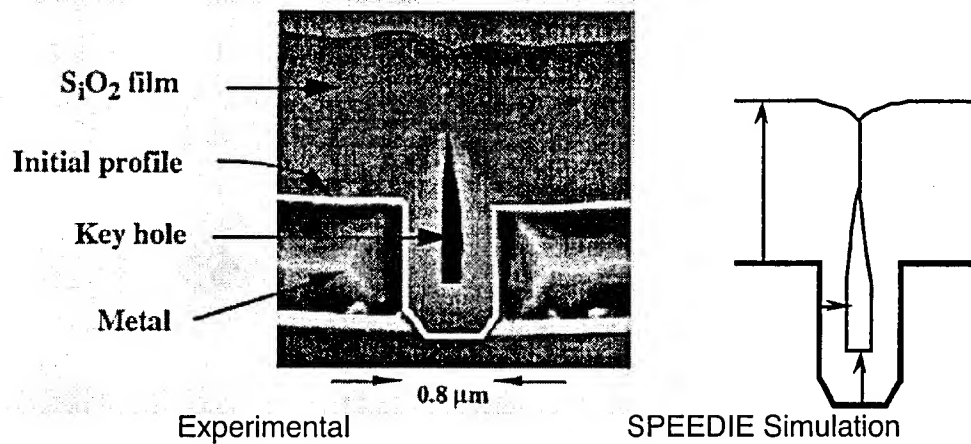 SiO2 film
Initial profile
Key hole
Metal
0.8 μm
Experimental
SPEEDIE Simulation